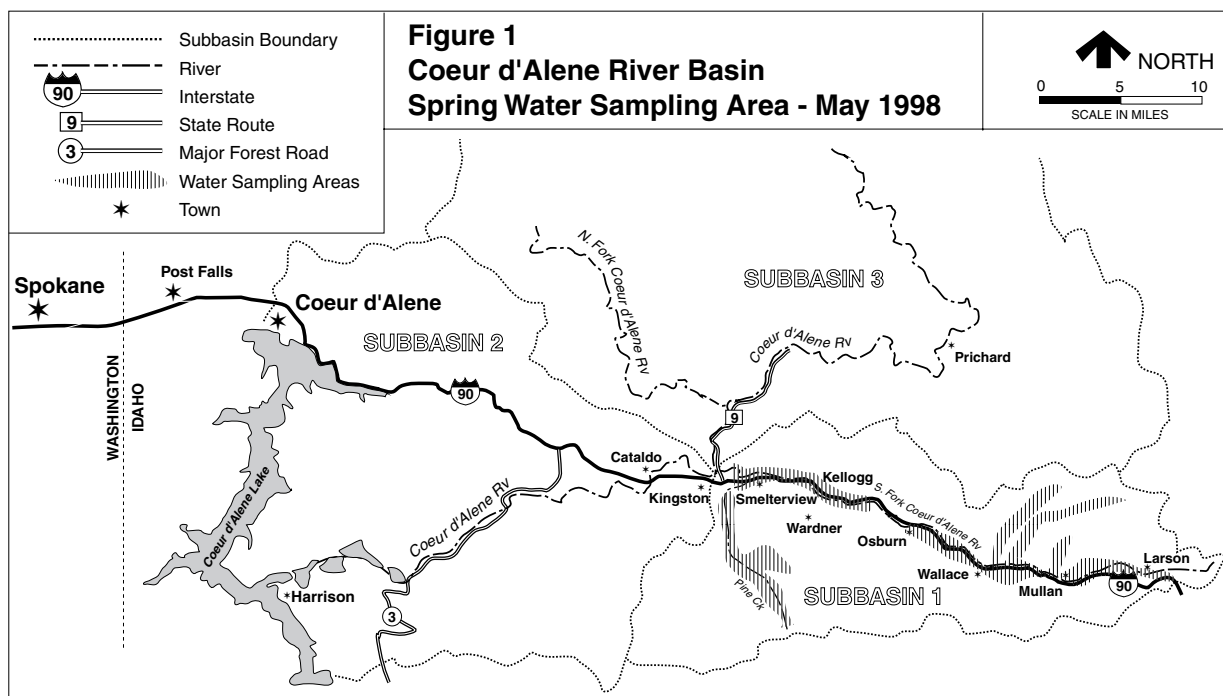 Subbasin Boundary
River
90
Interstate
9
State Route
3
Major Forest Road
Water Sampling Areas
Town
Figure 1
Coeur d'Alene River Basin
Spring Water Sampling Area - May 1998
NORTH
0 5 10
SCALE IN MILES
N. Fork Coeur d'Alene Rv
SUBBASIN 3
Post Falls
Spokane
Coeur d'Alene
SUBBASIN 2
Coeur d'Alene Rv
Prichard
WASHINGTON
IDAHO
90
9
Cataldo
Kingston
Smelterview
Kellogg
S. Fork Coeur d'Alene Rv
Wardner
Osburn
Coeur d'Alene Lake
Coeur d'Alene Rv
Larson
Wallace
Mullan
90
Pine Ck
SUBBASIN 1
Harrison
3